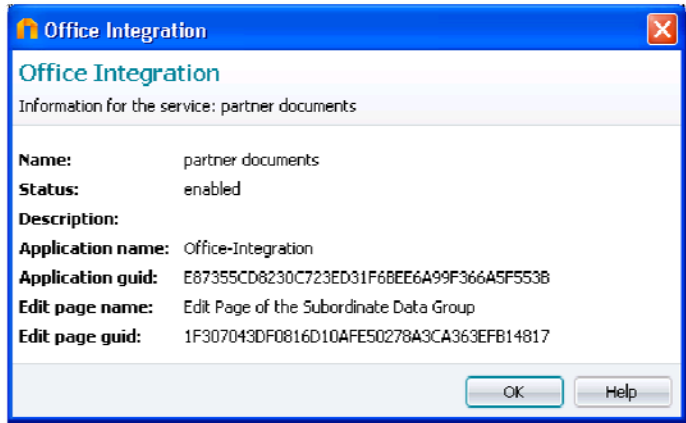 Office Integration
Office Integration
Information for the service: partner documents
Name: partner documents
Status: enabled
Description:
Application name: Office-Integration
Application guid: E87355CD8230C723ED31F6BEE6A99F366A5F553B
Edit page name: Edit Page of the Subordinate Data Group
Edit page guid: 1F307043DF0816D10AFE50278A3CA363EFB14817
OK Help